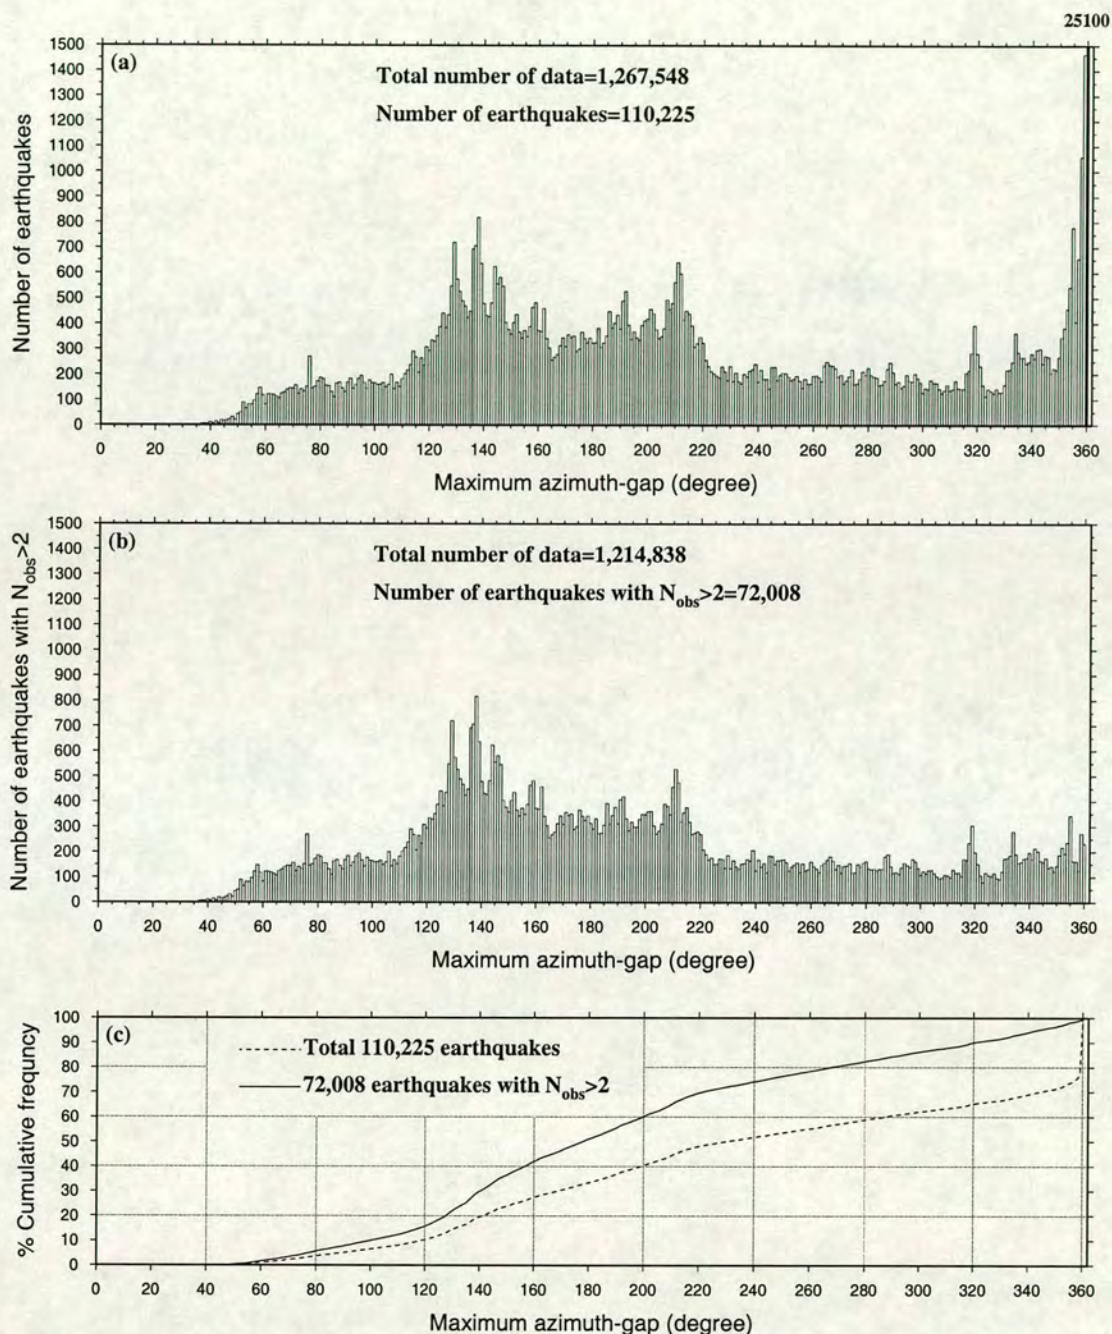 25100
1500
1400
1300
1200
1100
1000
900
800
700
600
500
400
300
200
100
0
Number of earthquakes
(a)
Total number of data=1,267,548
Number of earthquakes=110,225
0 20 40 60 80 100 120 140 160 180 200 220 240 260 280 300 320 340 360
Maximum azimuth-gap (degree)
1500
1400
1300
1200
1100
1000
900
800
700
600
500
400
300
200
100
0
Number of earthquakes with Nobs>2
(b)
Total number of data=1,214,838
Number of earthquakes with Nobs>2=72,008
0 20 40 60 80 100 120 140 160 180 200 220 240 260 280 300 320 340 360
Maximum azimuth-gap (degree)
100
90
80
70
60
50
40
30
20
10
0
% Cumulative frequncy
(c)
Total 110,225 earthquakes
72,008 earthquakes with Nobs>2
0 20 40 60 80 100 120 140 160 180 200 220 240 260 280 300 320 340 360
Maximum azimuth-gap (degree)